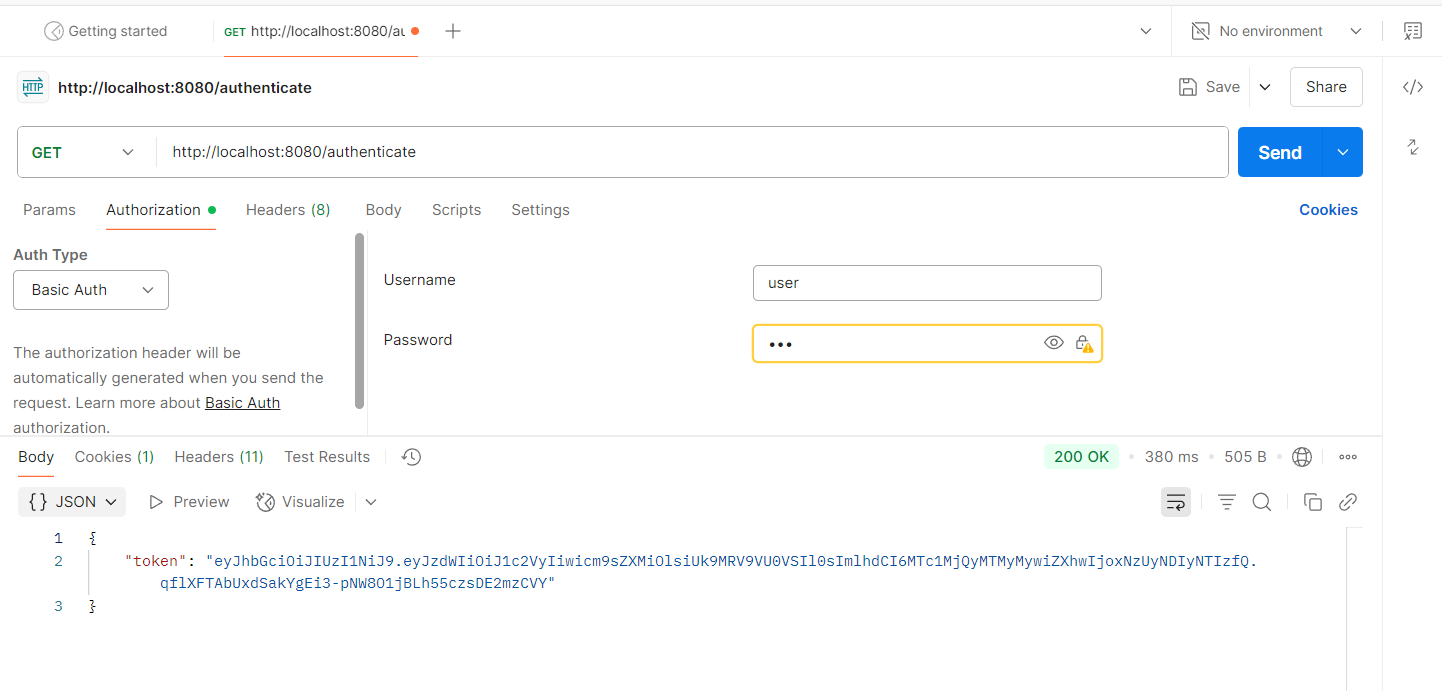 Getting started
GET http://localhost:8080/au
No environment
HTTP http://localhost:8080/authenticate
Save
Share
GET
http://localhost:8080/authenticate
Send
Params
Authorization
Headers (8)
Body
Scripts
Settings
Cookies
Auth Type
Basic Auth
The authorization header will be
automatically generated when you send the
request. Learn more about Basic Auth
authorization.
Username
user
Password
Body
Cookies (1)
Headers (11)
Test Results
200 OK
380 ms
505 B
{} JSON
Preview
Visualize
1 {
2 "token": "eyJhbGciOiJIUzI1NiJ9.eyJzdWIiOiJ1c2VyIiwicm9sZXMiOlsiUk9MRV9VU0VSIl0sImlhdCI6MTc1MjQyMTMyMywiZXhwIjoxNzUyNDIyNTIzfQ.
qflXFTAbUxdSakYgEi3-pNW8O1jBLh55czsDE2mzCVY"
3 }